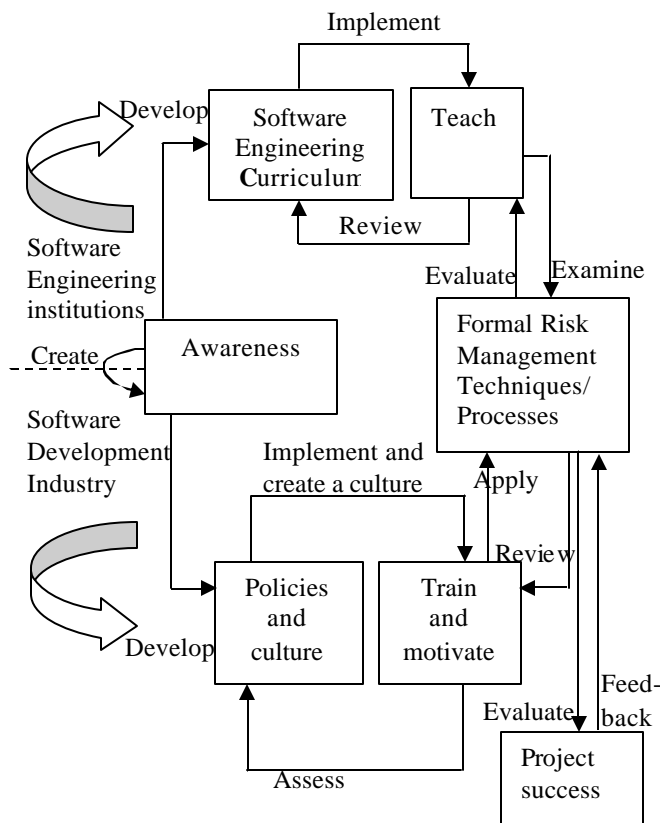 Implement
Develop
Software
Engineering
Curriculum
Teach
Review
Software
Engineering
institutions
Evaluate
Examine
Create
Awareness
Formal Risk
Management
Techniques/
Processes
Software
Development
Industry
Implement and
create a culture
Apply
Review
Policies
and
culture
Train
and
motivate
Develop
Assess
Evaluate
Feed-
back
Project
success